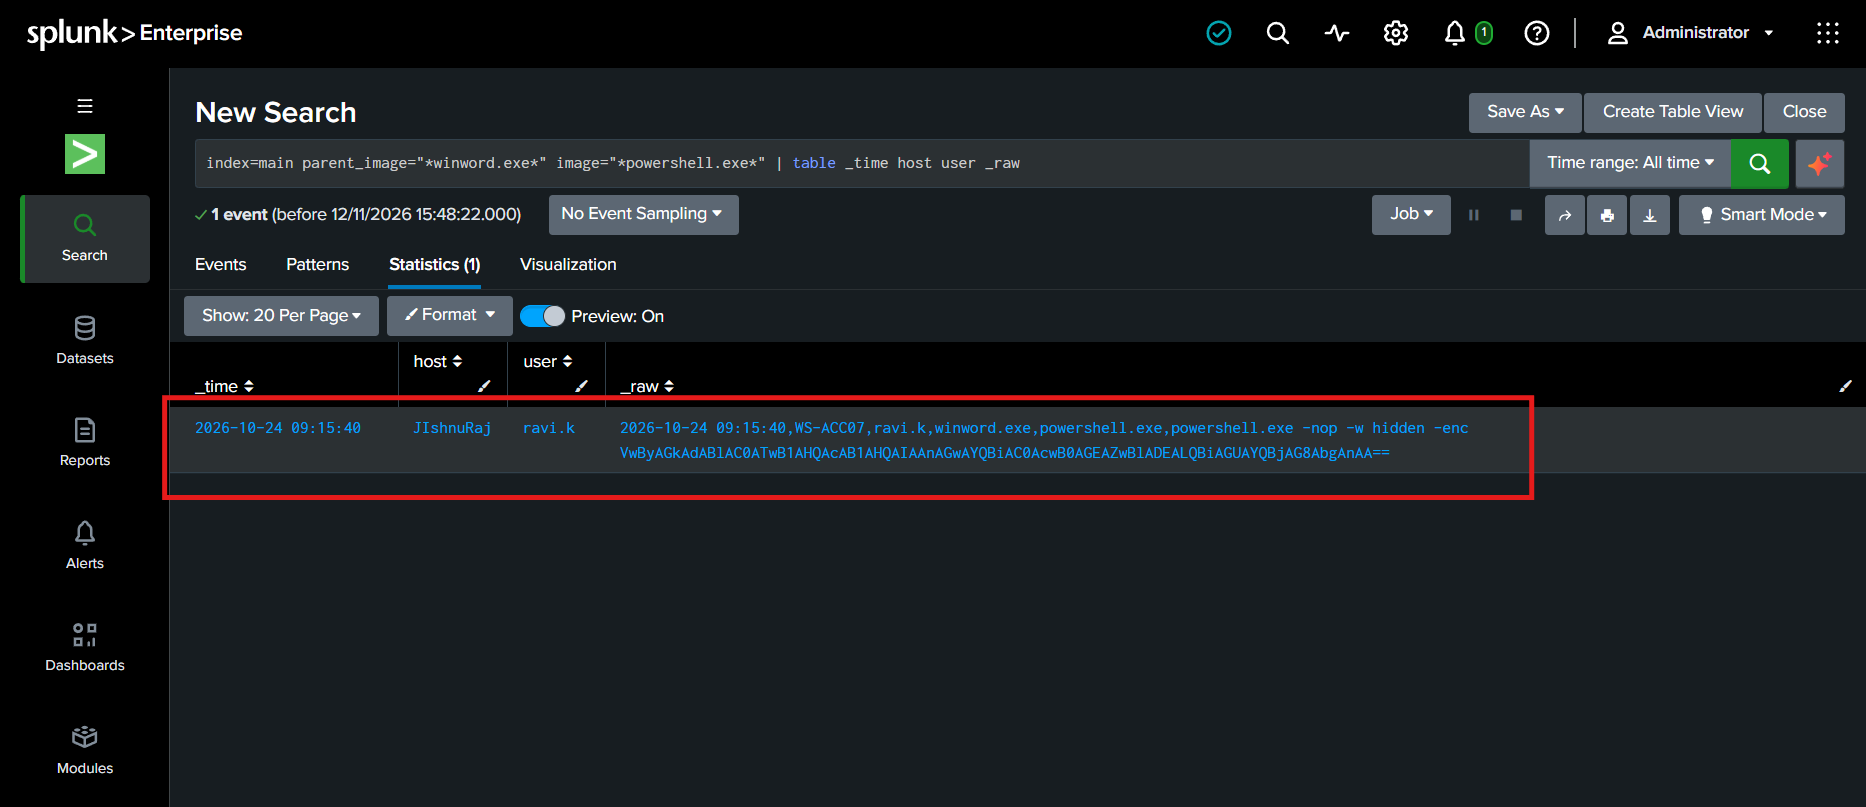 splunk> Enterprise
1
Administrator
New Search
Save As
Create Table View
Close
index=main parent_image="*winword.exe*" image="*powershell.exe*" | table _time host user _raw
Time range: All time
1 event (before 12/11/2026 15:48:22.000)
No Event Sampling
Job
Smart Mode
Events
Patterns
Statistics (1)
Visualization
Show: 20 Per Page
Format
Preview: On
_time
host
user
_raw
2026-10-24 09:15:40
JIshnuRaj
ravi.k
2026-10-24 09:15:40,WS-ACC07,ravi.k,winword.exe,powershell.exe,powershell.exe -nop -w hidden -enc
VwByAGkAdABlAC0ATwB1AHQAcAB1AHQAIAAnAGwAYQBiAC0AcwB0AGEAZwBlADEALQBiAGUAYQBjAG8AbgAnAA==
Search
Datasets
Reports
Alerts
Dashboards
Modules